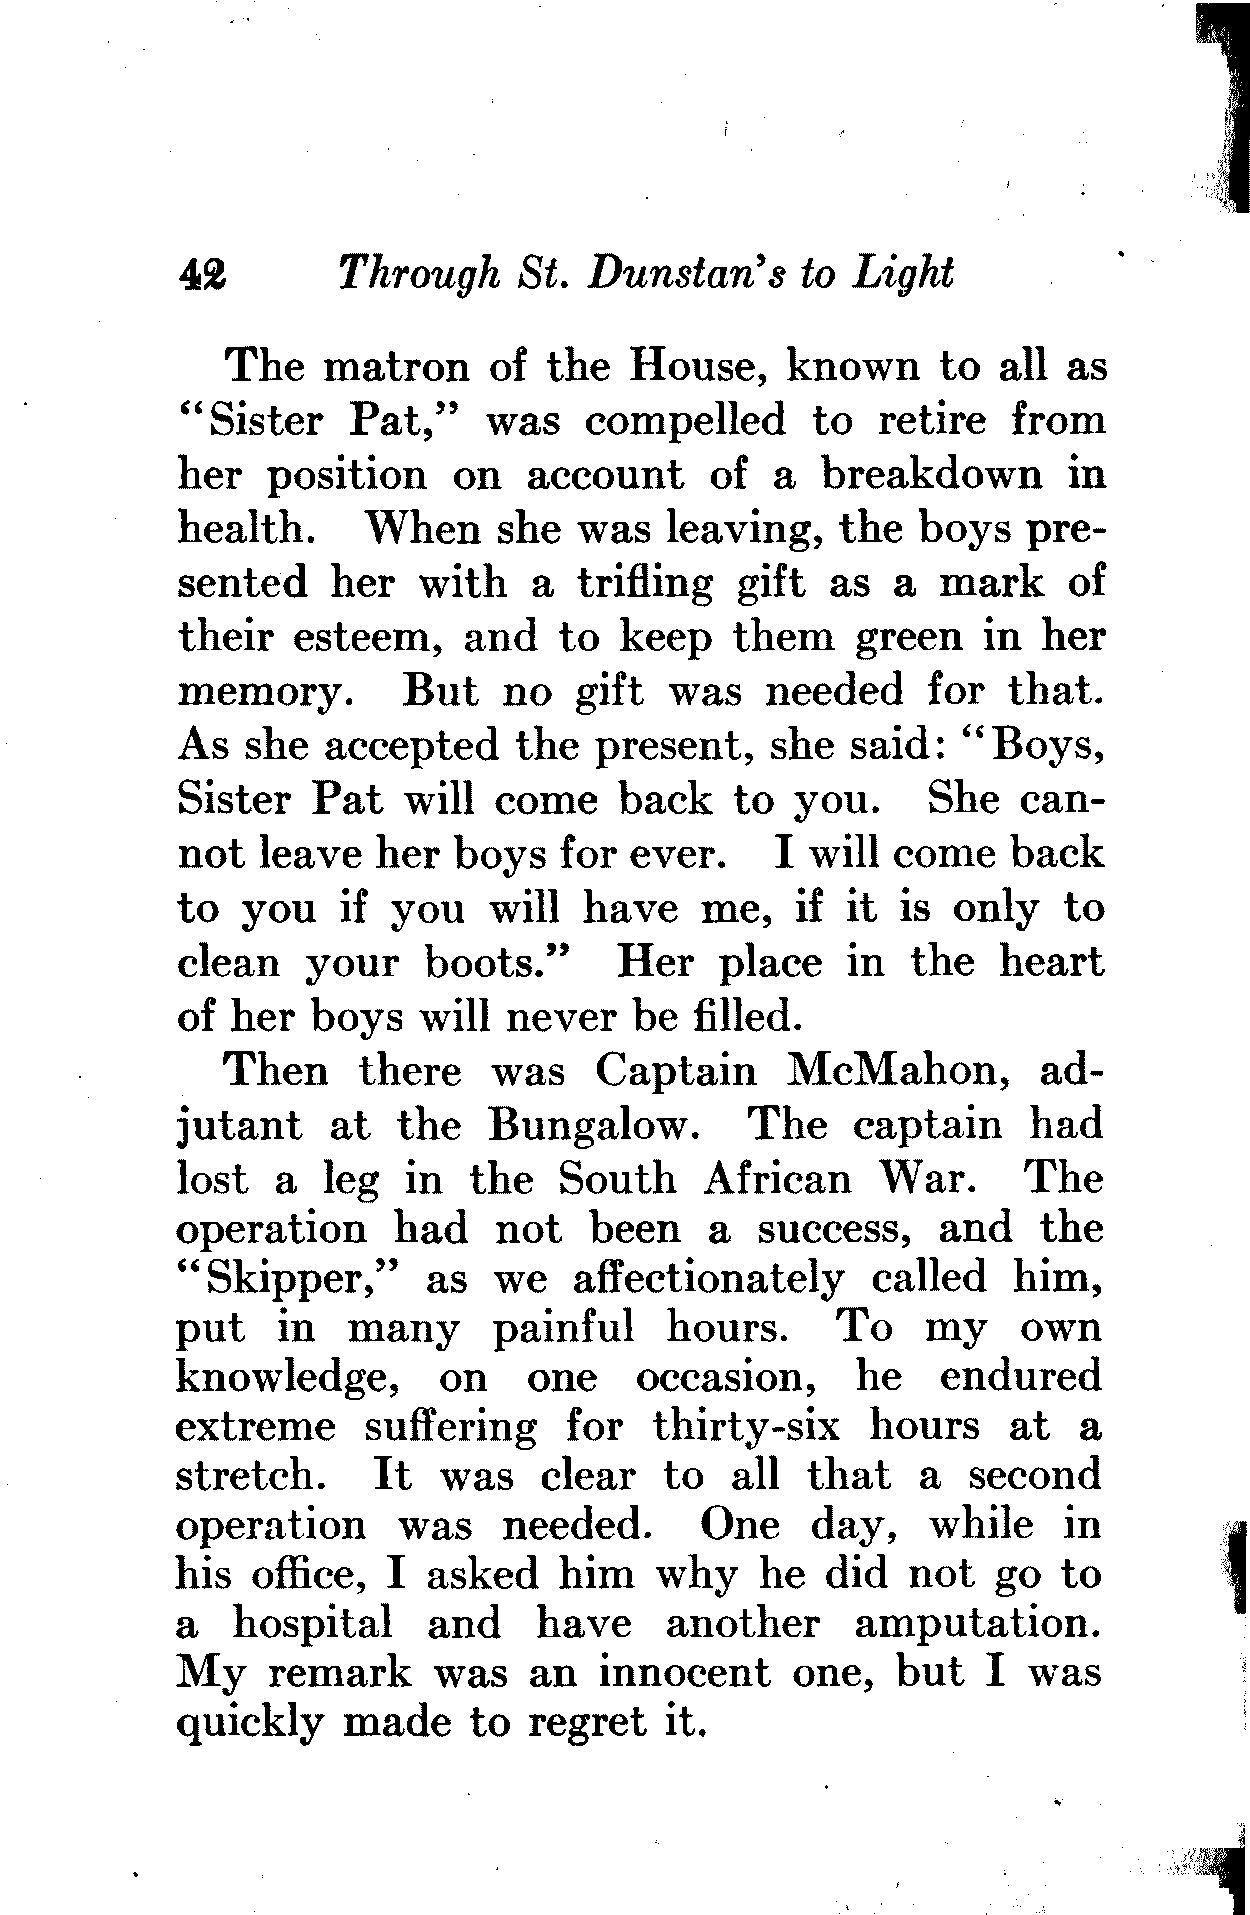 42 Through St. Dunstan's to Light
The matron of the House, known to all as
"Sister Pat," was compelled to retire from
her position on account of a breakdown in
health. When she was leaving, the boys pre-
sented her with a trifling gift as a mark of
their esteem, and to keep them green in her
memory. But no gift was needed for that.
As she accepted the present, she said: "Boys,
Sister Pat will come back to you. She can-
not leave her boys for ever. I will come back
to you if you will have me, if it is only to
clean your boots." Her place in the heart
of her boys will never be filled.
Then there was Captain McMahon, ad-
jutant at the Bungalow. The captain had
lost a leg in the South African War. The
operation had not been a success, and the
"Skipper," as we affectionately called him,
put in many painful hours. To my own
knowledge, on one occasion, he endured
extreme suffering for thirty-six hours at a
stretch. It was clear to all that a second
operation was needed. One day, while in
his office, I asked him why he did not go to
a hospital and have another amputation.
My remark was an innocent one, but I was
quickly made to regret it.